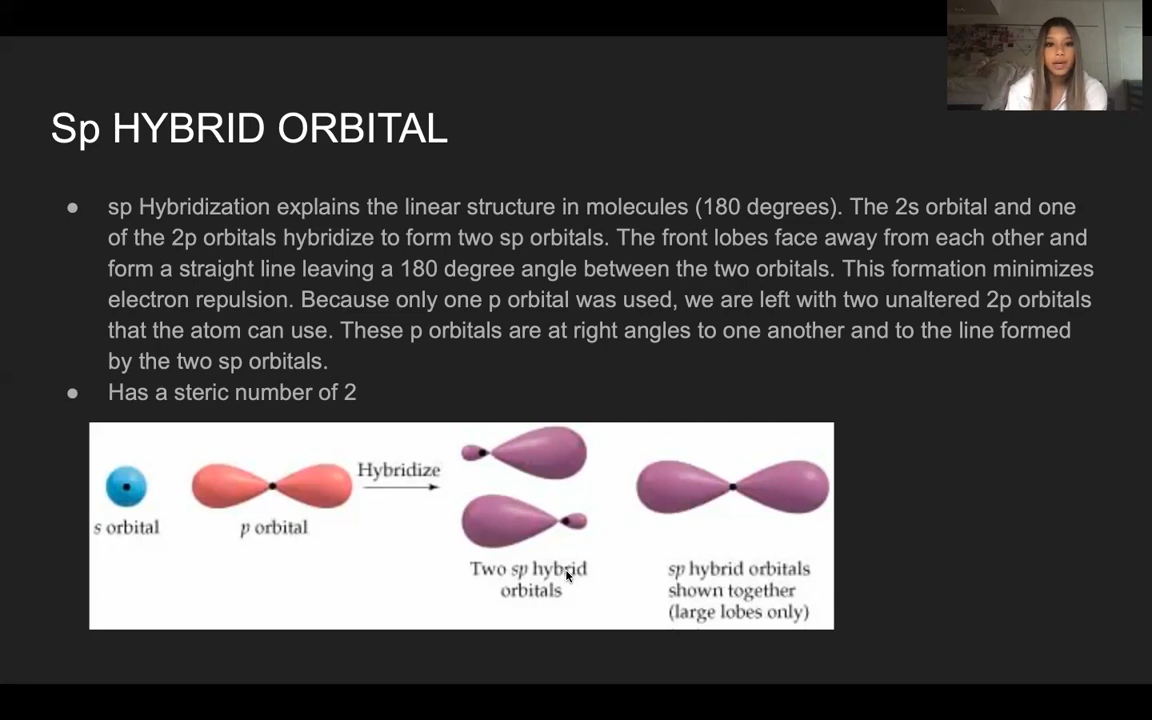 Sp HYBRID ORBITAL
● sp Hybridization explains the linear structure in molecules (180 degrees). The 2s orbital and one
of the 2p orbitals hybridize to form two sp orbitals. The front lobes face away from each other and
form a straight line leaving a 180 degree angle between the two orbitals. This formation minimizes
electron repulsion. Because only one p orbital was used, we are left with two unaltered 2p orbitals
that the atom can use. These p orbitals are at right angles to one another and to the line formed
by the two sp orbitals.
● Has a steric number of 2
Hybridize
s orbital
p orbital
Two sp hybrid
orbitals
sp hybrid orbitals
shown together
(large lobes only)